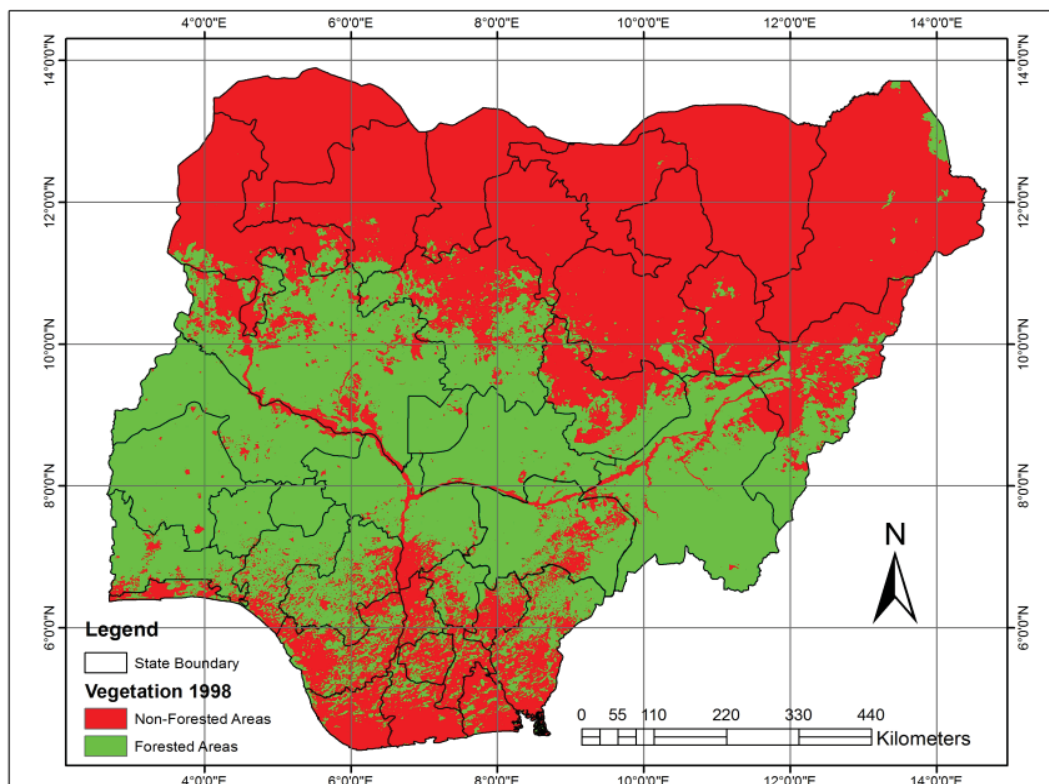 4°0'0"E 6°0'0"E 8°0'0"E 10°0'0"E 12°0'0"E 14°0'0"E
14°0'0"N 14°0'0"N
12°0'0"N 12°0'0"N
10°0'0"N 10°0'0"N
8°0'0"N 8°0'0"N
6°0'0"N 6°0'0"N
N
Legend
State Boundary
Vegetation 1998
Non-Forested Areas
Forested Areas
0 55 110 220 330 440
Kilometers
4°0'0"E 6°0'0"E 8°0'0"E 10°0'0"E 12°0'0"E 14°0'0"E